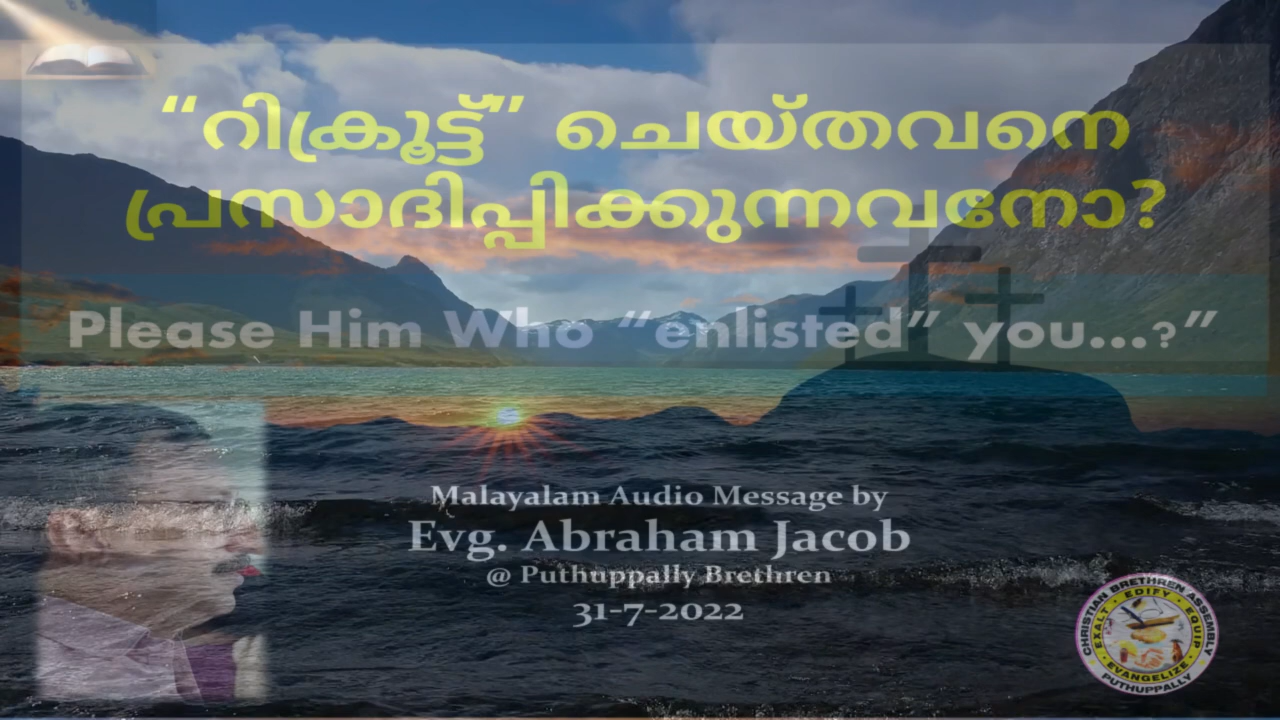 “റിക്രൂട്ട്” ചെയ്തവനെ
പ്രസാദിപ്പിക്കുന്നവനോ?
Please Him Who “enlisted” you...?”
Malayalam Audio Message by
Evg. Abraham Jacob
@ Puthuppally Brethren
31-7-2022
CHRISTIAN BRETHREN ASSEMBLY
EXALT • EDIFY • EQUIP
• EVANGELIZE •
PUTHUPPALLY